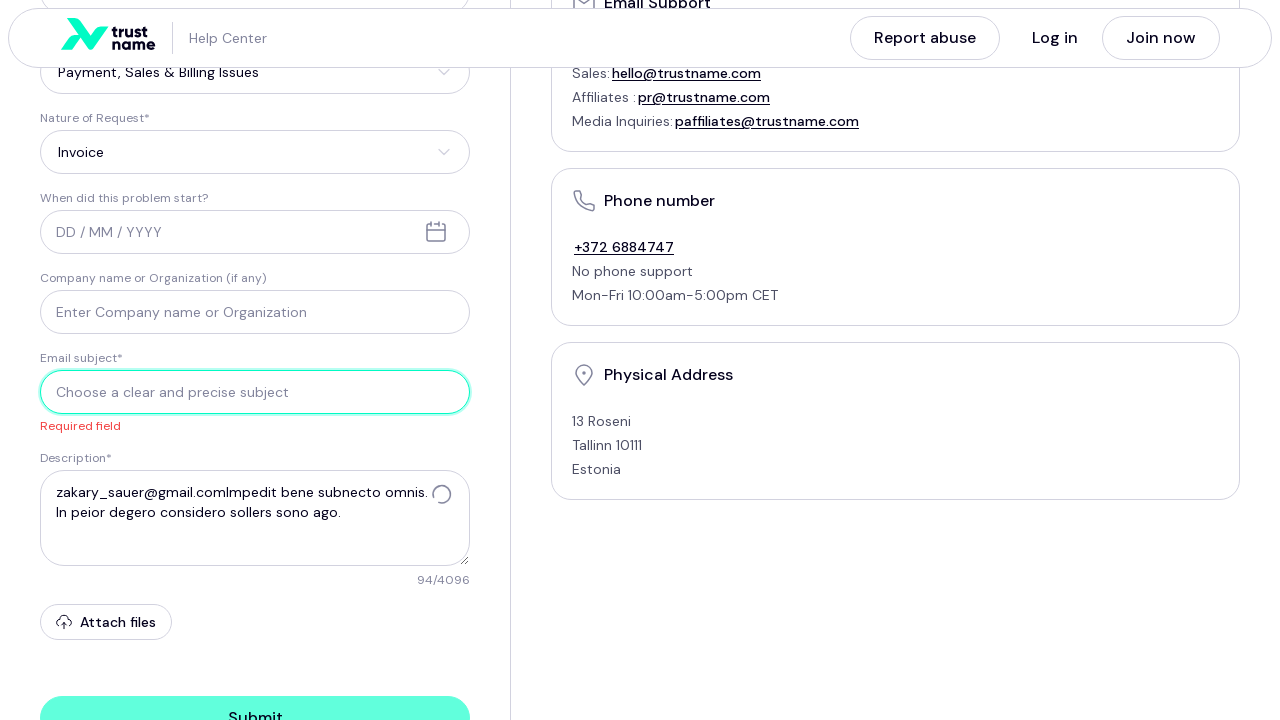 Email Support
trust
name
Help Center
Report abuse
Log in
Join now
Payment, Sales & Billing Issues
Nature of Request*
Invoice
When did this problem start?
DD / MM / YYYY
Company name or Organization (if any)
Enter Company name or Organization
Email subject*
Choose a clear and precise subject
Required field
Description*
zakary_sauer@gmail.comImpedit bene subnecto omnis.
In peior degero considero sollers sono ago.
94/4096
Attach files
Submit
Sales: hello@trustname.com
Affiliates : pr@trustname.com
Media Inquiries: paffiliates@trustname.com
Phone number
+372 6884747
No phone support
Mon-Fri 10:00am-5:00pm CET
Physical Address
13 Roseni
Tallinn 10111
Estonia